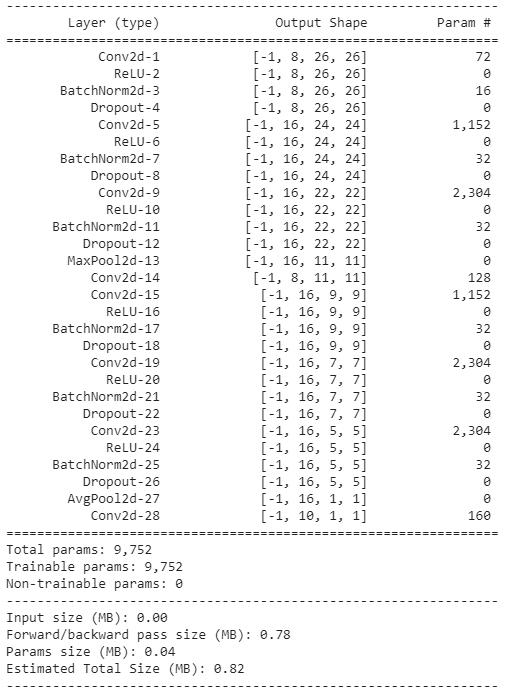 ----------------------------------------------------------------
        Layer (type)               Output Shape         Param #
================================================================
            Conv2d-1            [-1, 8, 26, 26]              72
              ReLU-2            [-1, 8, 26, 26]               0
       BatchNorm2d-3            [-1, 8, 26, 26]              16
           Dropout-4            [-1, 8, 26, 26]               0
            Conv2d-5           [-1, 16, 24, 24]           1,152
              ReLU-6           [-1, 16, 24, 24]               0
       BatchNorm2d-7           [-1, 16, 24, 24]              32
           Dropout-8           [-1, 16, 24, 24]               0
            Conv2d-9           [-1, 16, 22, 22]           2,304
             ReLU-10           [-1, 16, 22, 22]               0
      BatchNorm2d-11           [-1, 16, 22, 22]              32
          Dropout-12           [-1, 16, 22, 22]               0
        MaxPool2d-13           [-1, 16, 11, 11]               0
           Conv2d-14            [-1, 8, 11, 11]             128
           Conv2d-15             [-1, 16, 9, 9]           1,152
             ReLU-16             [-1, 16, 9, 9]               0
      BatchNorm2d-17             [-1, 16, 9, 9]              32
          Dropout-18             [-1, 16, 9, 9]               0
           Conv2d-19             [-1, 16, 7, 7]           2,304
             ReLU-20             [-1, 16, 7, 7]               0
      BatchNorm2d-21             [-1, 16, 7, 7]              32
          Dropout-22             [-1, 16, 7, 7]               0
           Conv2d-23             [-1, 16, 5, 5]           2,304
             ReLU-24             [-1, 16, 5, 5]               0
      BatchNorm2d-25             [-1, 16, 5, 5]              32
          Dropout-26             [-1, 16, 5, 5]               0
        AvgPool2d-27             [-1, 16, 1, 1]               0
           Conv2d-28             [-1, 10, 1, 1]             160
================================================================
Total params: 9,752
Trainable params: 9,752
Non-trainable params: 0
----------------------------------------------------------------
Input size (MB): 0.00
Forward/backward pass size (MB): 0.78
Params size (MB): 0.04
Estimated Total Size (MB): 0.82
----------------------------------------------------------------